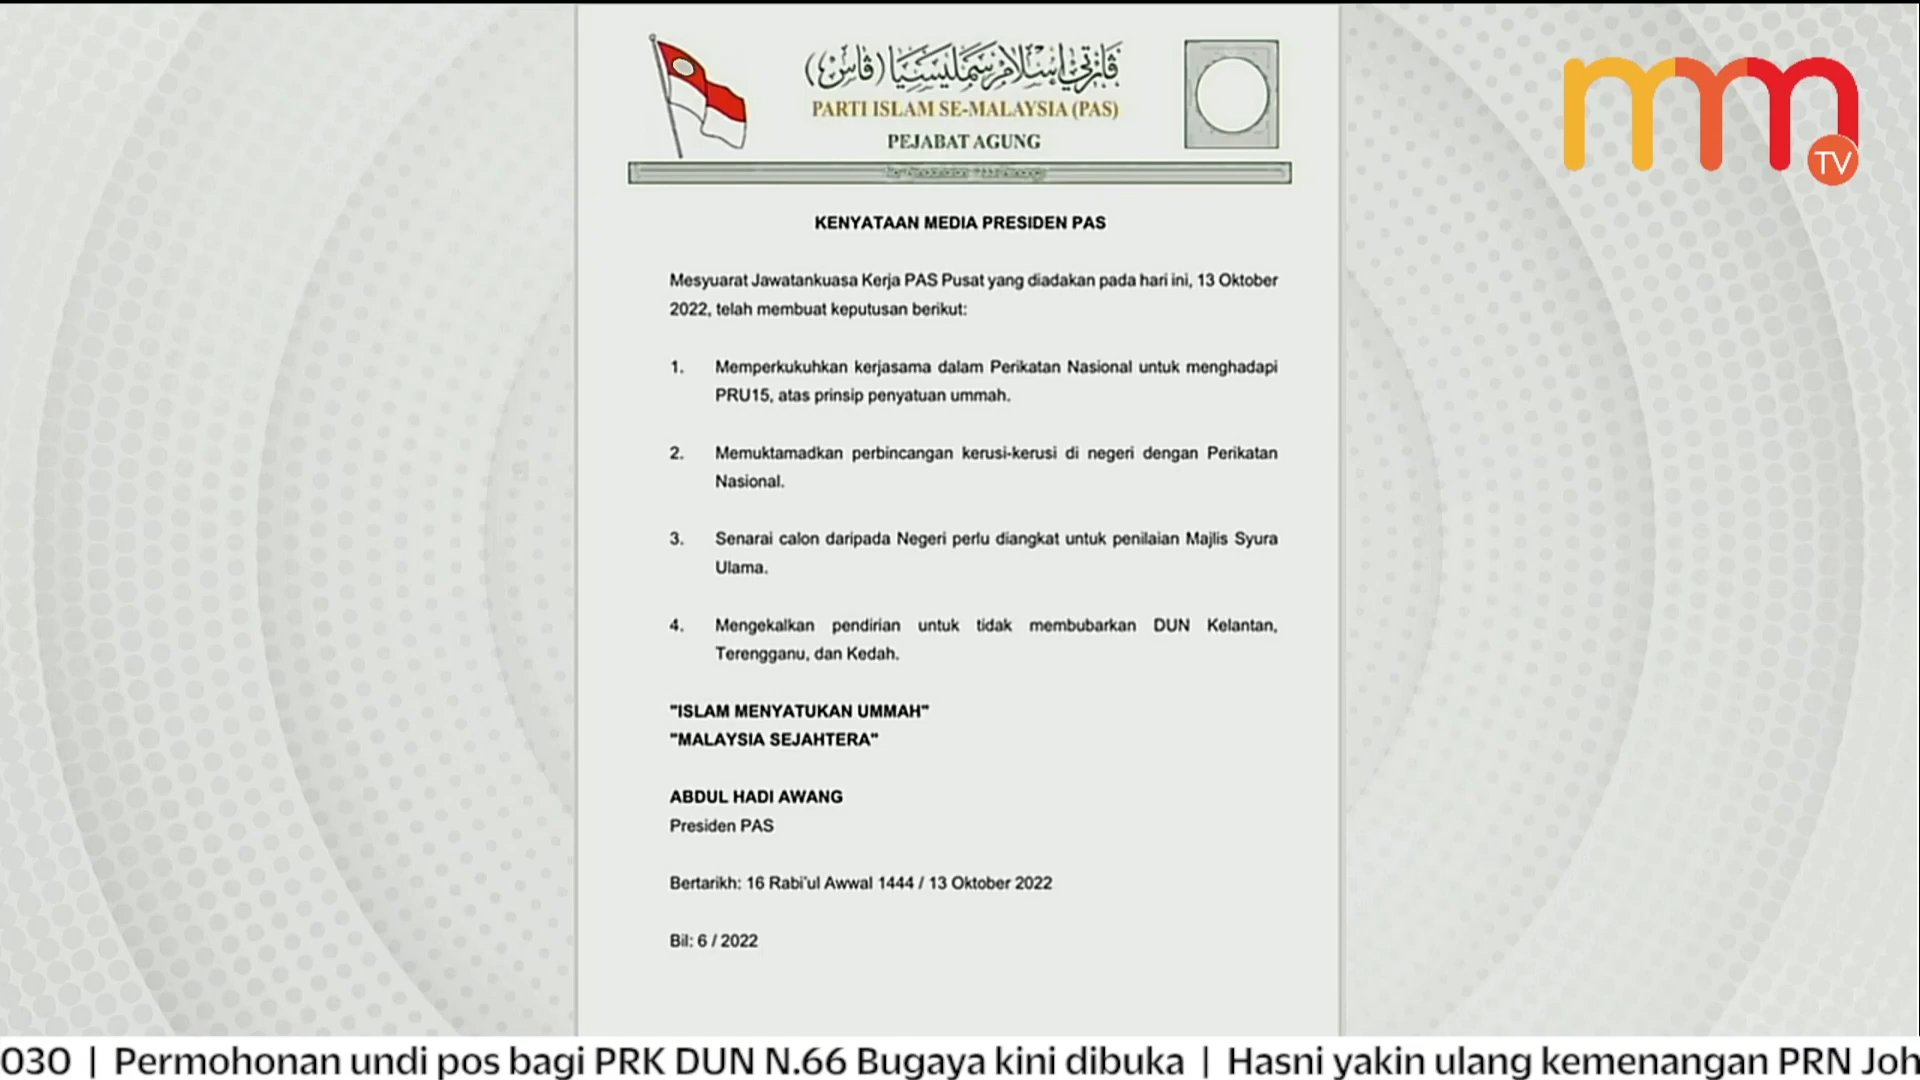 ڤرتي إسلام سمليسيا (ڤاس)
PARTI ISLAM SE-MALAYSIA (PAS)
PEJABAT AGUNG
mm
TV
KENYATAAN MEDIA PRESIDEN PAS
Mesyuarat Jawatankuasa Kerja PAS Pusat yang diadakan pada hari ini, 13 Oktober
2022, telah membuat keputusan berikut:
1. Memperkukuhkan kerjasama dalam Perikatan Nasional untuk menghadapi
PRU15, atas prinsip penyatuan ummah.
2. Memuktamadkan perbincangan kerusi-kerusi di negeri dengan Perikatan
Nasional.
3. Senarai calon daripada Negeri perlu diangkat untuk penilaian Majlis Syura
Ulama.
4. Mengekalkan pendirian untuk tidak membubarkan DUN Kelantan,
Terengganu, dan Kedah.
"ISLAM MENYATUKAN UMMAH"
"MALAYSIA SEJAHTERA"
ABDUL HADI AWANG
Presiden PAS
Bertarikh: 16 Rabi'ul Awwal 1444 / 13 Oktober 2022
Bil: 6 / 2022
030 | Permohonan undi pos bagi PRK DUN N.66 Bugaya kini dibuka | Hasni yakin ulang kemenangan PRN Joh